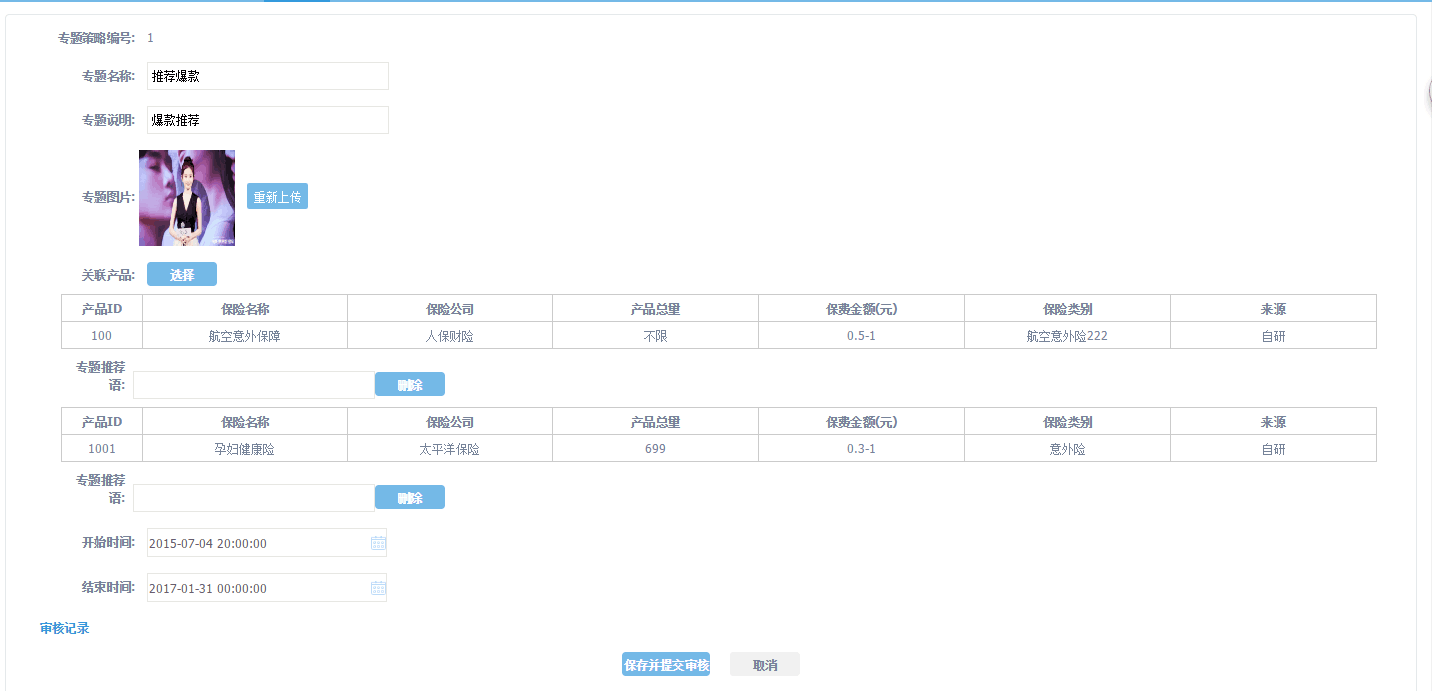 专题策略编号: 1
专题名称: 推荐爆款
专题说明: 爆款推荐
专题图片: 重新上传
关联产品: 选择
产品ID 保险名称 保险公司 产品总量 保费金额(元) 保险类别 来源
100 航空意外保障 人保财险 不限 0.5-1 航空意外险222 自研
专题推荐
语: 删除
产品ID 保险名称 保险公司 产品总量 保费金额(元) 保险类别 来源
1001 孕妇健康险 太平洋保险 699 0.3-1 意外险 自研
专题推荐
语: 删除
开始时间: 2015-07-04 20:00:00
结束时间: 2017-01-31 00:00:00
审核记录
保存并提交审核 取消